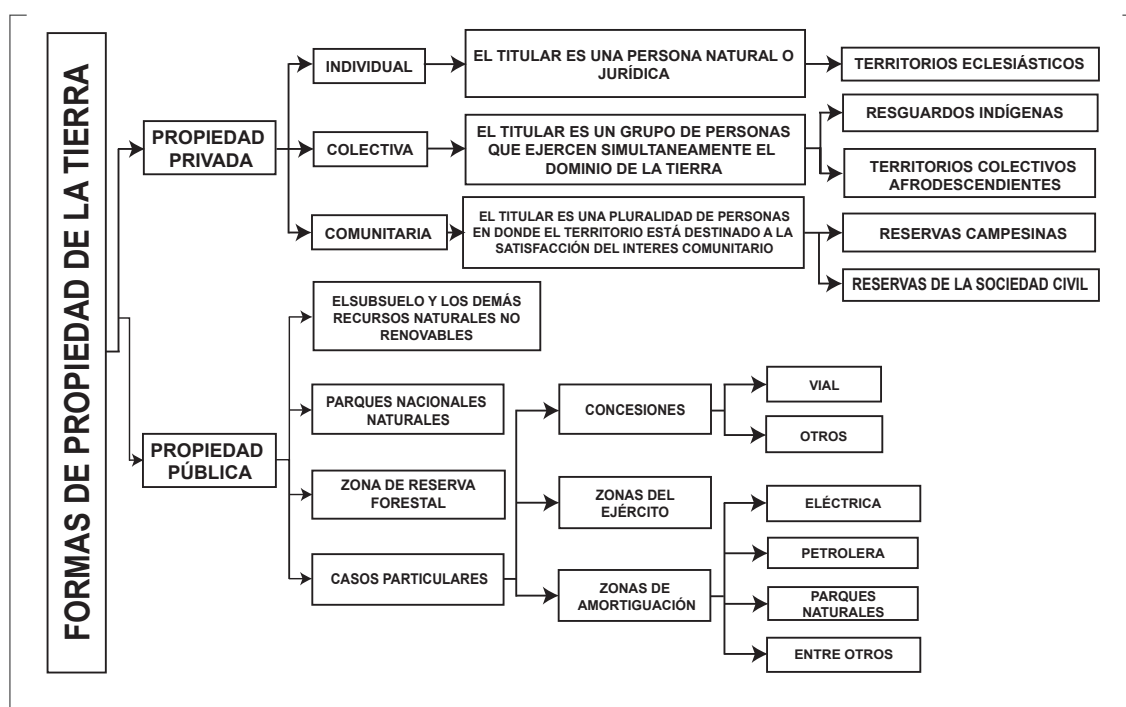 FORMAS DE PROPIEDAD DE LA TIERRA
PROPIEDAD
PRIVADA
INDIVIDUAL
EL TITULAR ES UNA PERSONA NATURAL O
JURÍDICA
TERRITORIOS ECLESIÁSTICOS
COLECTIVA
EL TITULAR ES UN GRUPO DE PERSONAS
QUE EJERCEN SIMULTANEAMENTE EL
DOMINIO DE LA TIERRA
RESGUARDOS INDÍGENAS
TERRITORIOS COLECTIVOS
AFRODESCENDIENTES
COMUNITARIA
EL TITULAR ES UNA PLURALIDAD DE PERSONAS
EN DONDE EL TERRITORIO ESTÁ DESTINADO A LA
SATISFACCIÓN DEL INTERES COMUNITARIO
RESERVAS CAMPESINAS
RESERVAS DE LA SOCIEDAD CIVIL
PROPIEDAD
PÚBLICA
ELSUBSUELO Y LOS DEMÁS
RECURSOS NATURALES NO
RENOVABLES
PARQUES NACIONALES
NATURALES
ZONA DE RESERVA
FORESTAL
CASOS PARTICULARES
CONCESIONES
VIAL
OTROS
ZONAS DEL
EJÉRCITO
ZONAS DE
AMORTIGUACIÓN
ELÉCTRICA
PETROLERA
PARQUES
NATURALES
ENTRE OTROS